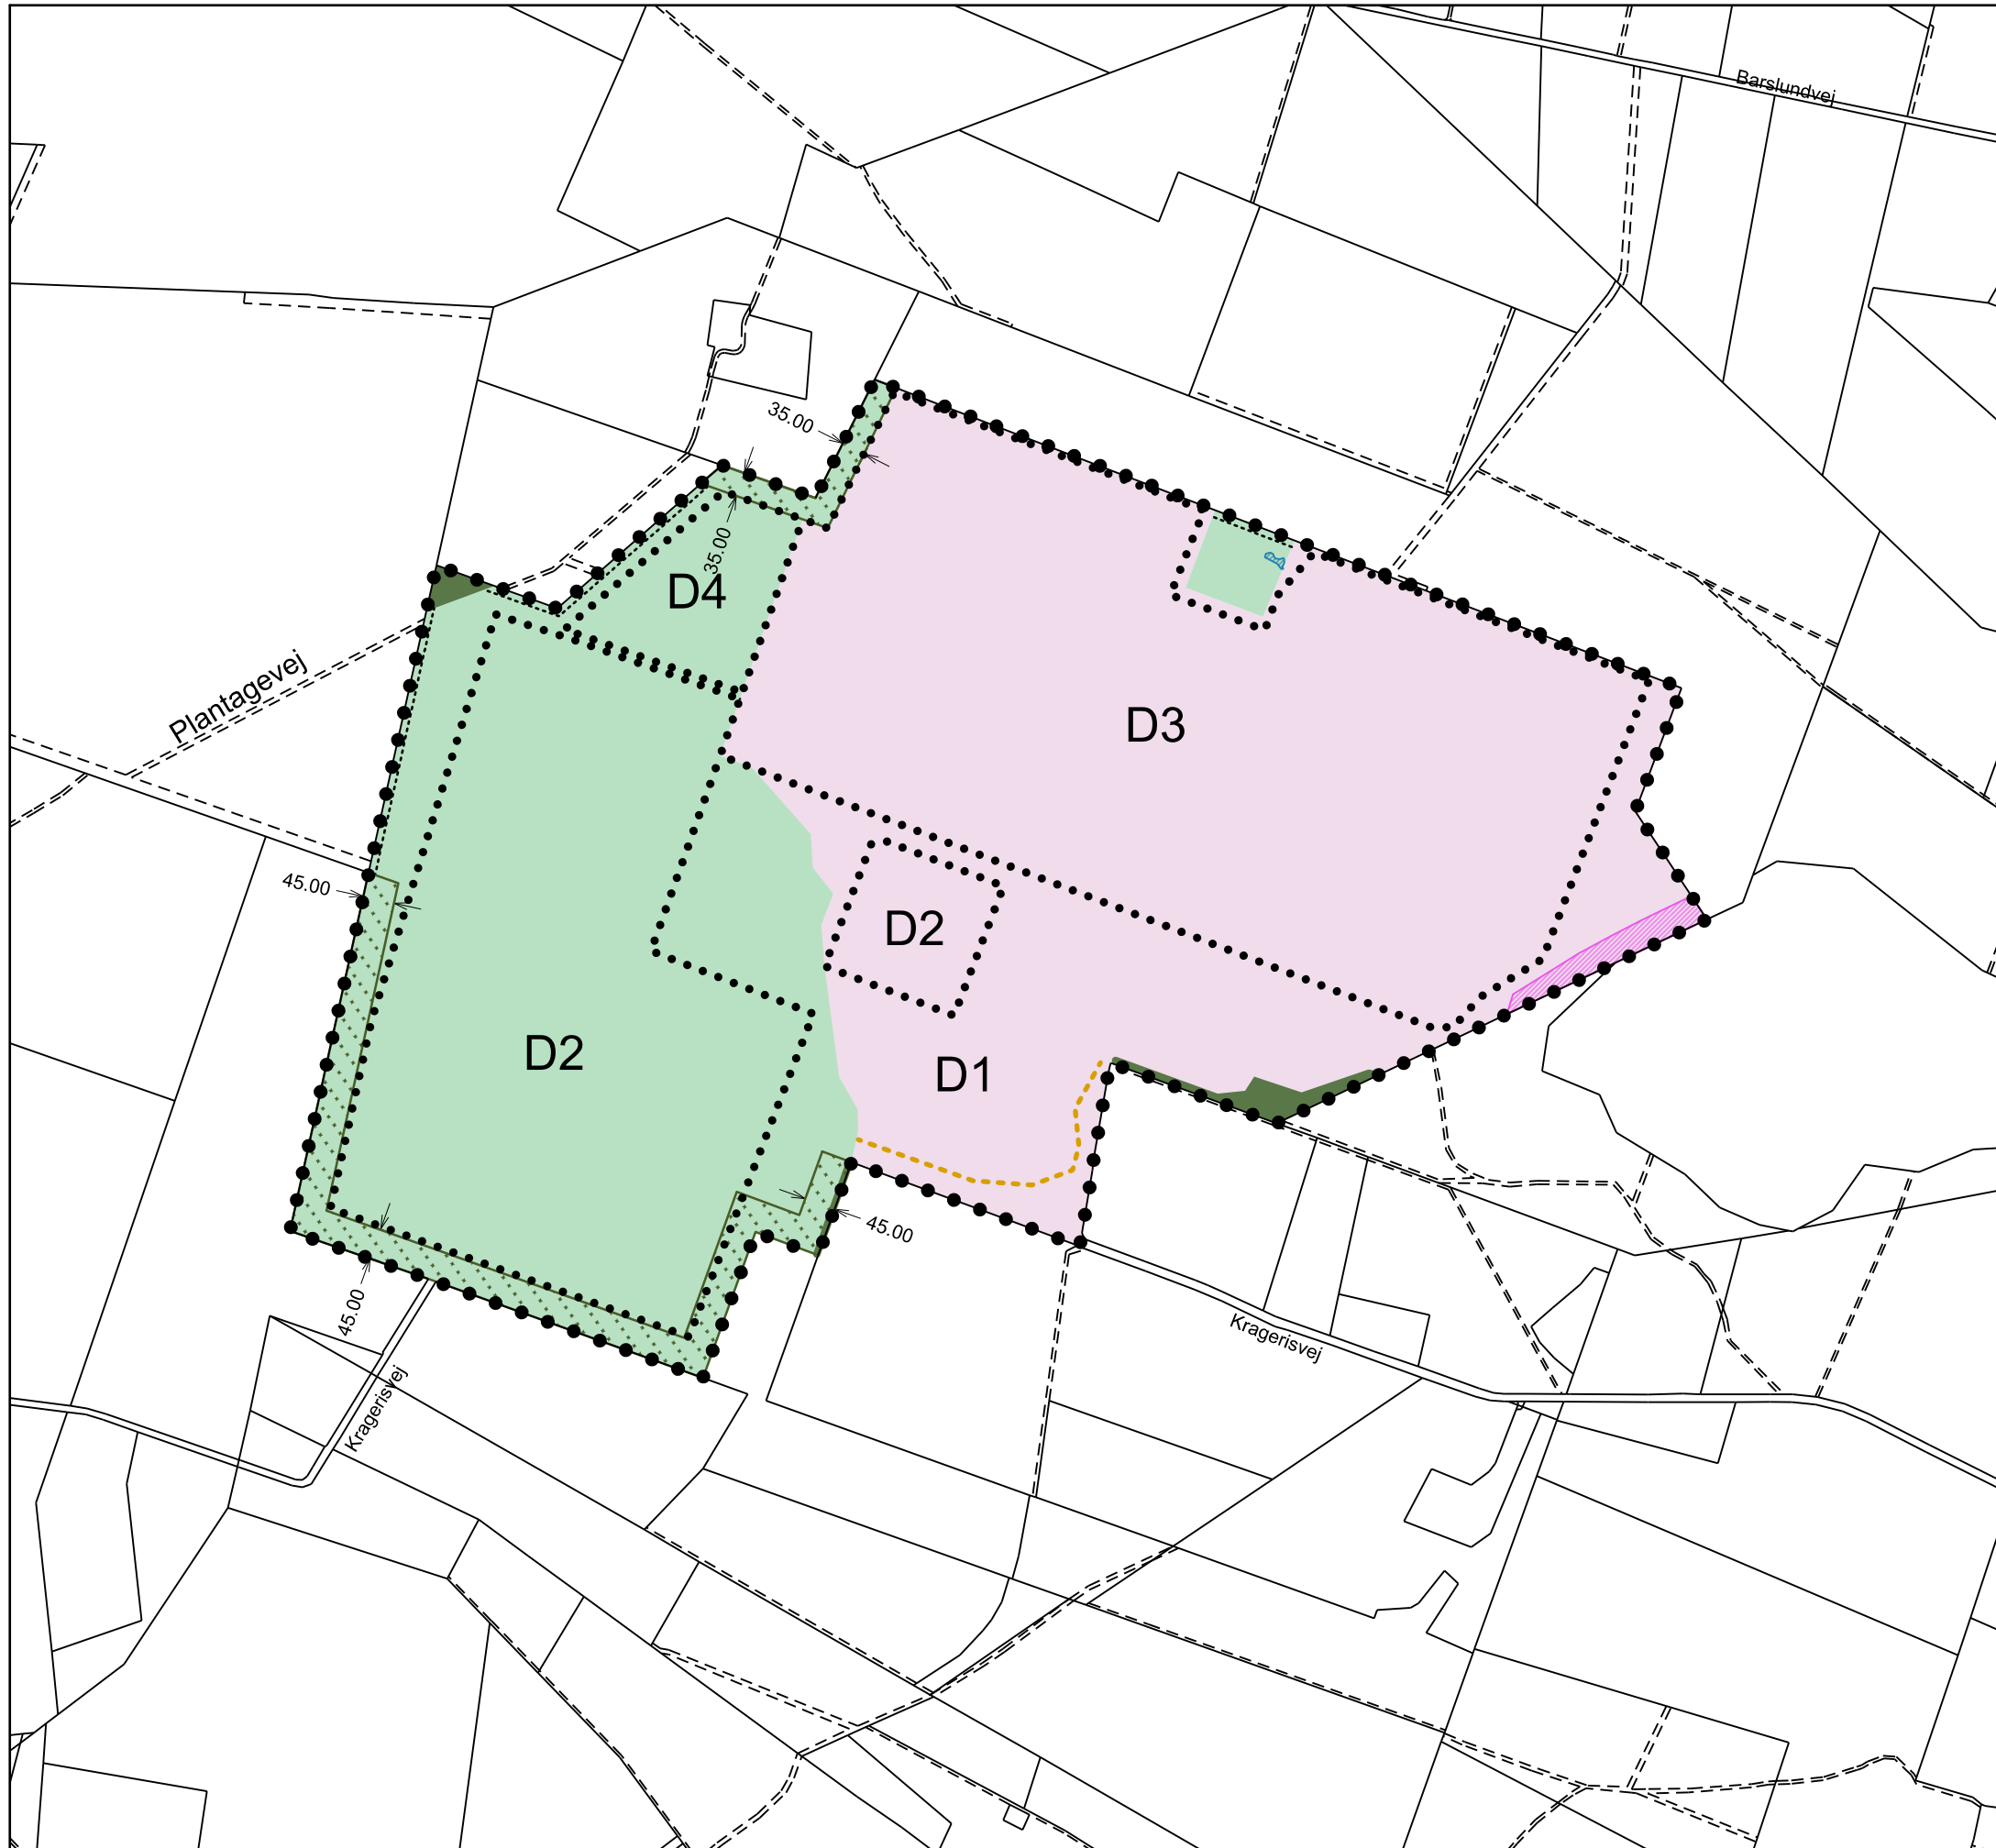 Barslundvej
35.00
35.00
D4
Plantagevej
D3
45.00
D2
D2
D1
45.00
45.00
Kragerisvej
Kragerisvej